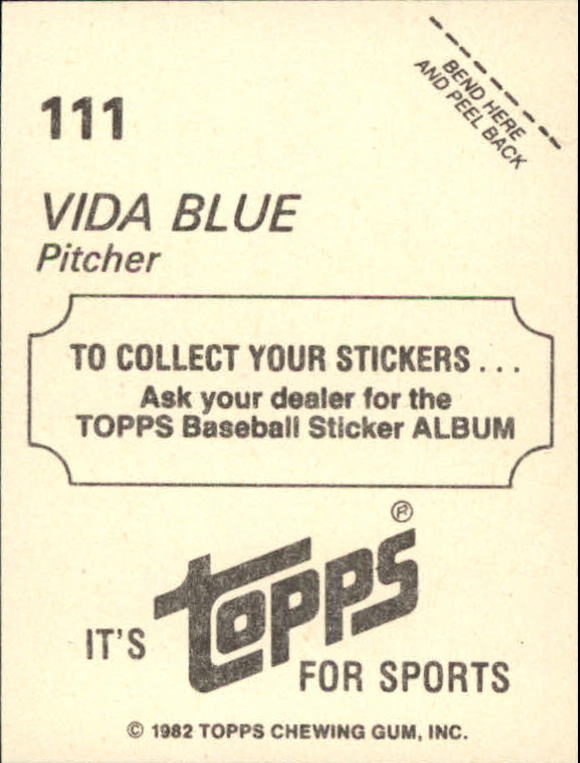 BEND HERE
AND PEEL BACK
111
VIDA BLUE
Pitcher
TO COLLECT YOUR STICKERS...
Ask your dealer for the
TOPPS Baseball Sticker ALBUM
®
IT'S topps
FOR SPORTS
© 1982 TOPPS CHEWING GUM, INC.